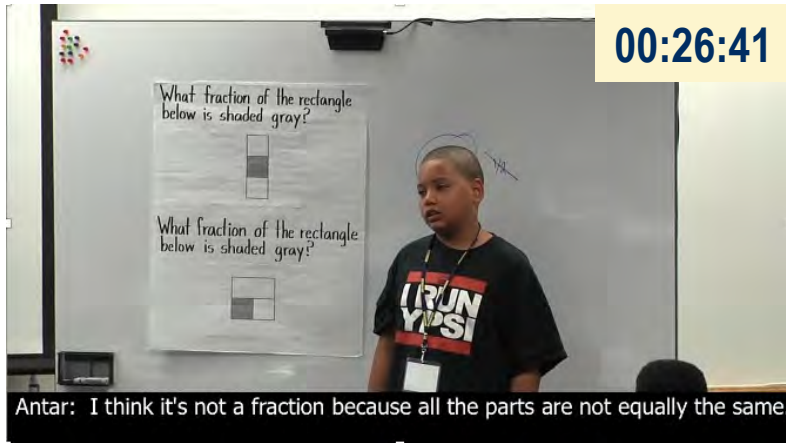 00:26:41
What fraction of the rectangle
below is shaded gray?
What fraction of the rectangle
below is shaded gray?
I RUN
YPSI
Antar: I think it's not a fraction because all the parts are not equally the same.